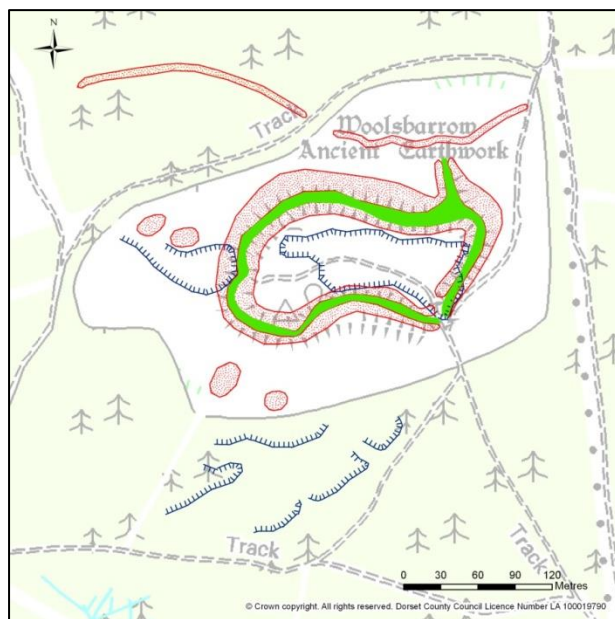 N
Track
Woolsbarrow
Ancient Earthwork
Track
Track
0 30 60 90 120
Metres
© Crown copyright. All rights reserved. Dorset County Council Licence Number LA 100019790